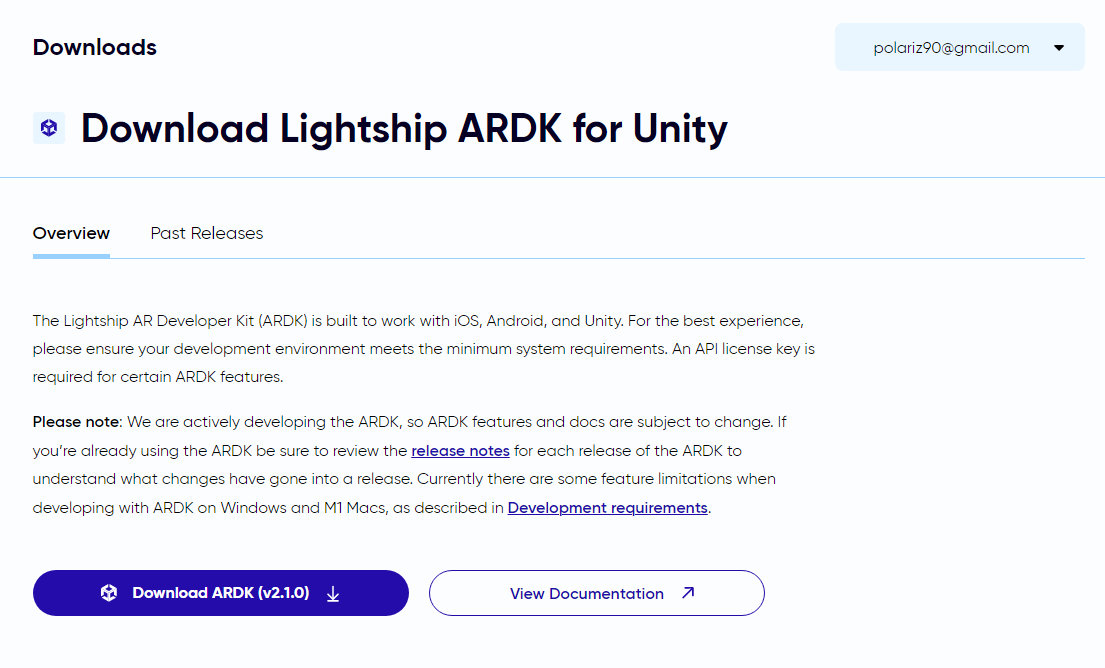 Downloads
polariz90@gmail.com
Download Lightship ARDK for Unity
Overview
Past Releases
The Lightship AR Developer Kit (ARDK) is built to work with iOS, Android, and Unity. For the best experience,
please ensure your development environment meets the minimum system requirements. An API license key is
required for certain ARDK features.
Please note: We are actively developing the ARDK, so ARDK features and docs are subject to change. If
you’re already using the ARDK be sure to review the release notes for each release of the ARDK to
understand what changes have gone into a release. Currently there are some feature limitations when
developing with ARDK on Windows and M1 Macs, as described in Development requirements.
Download ARDK (v2.1.0)
View Documentation